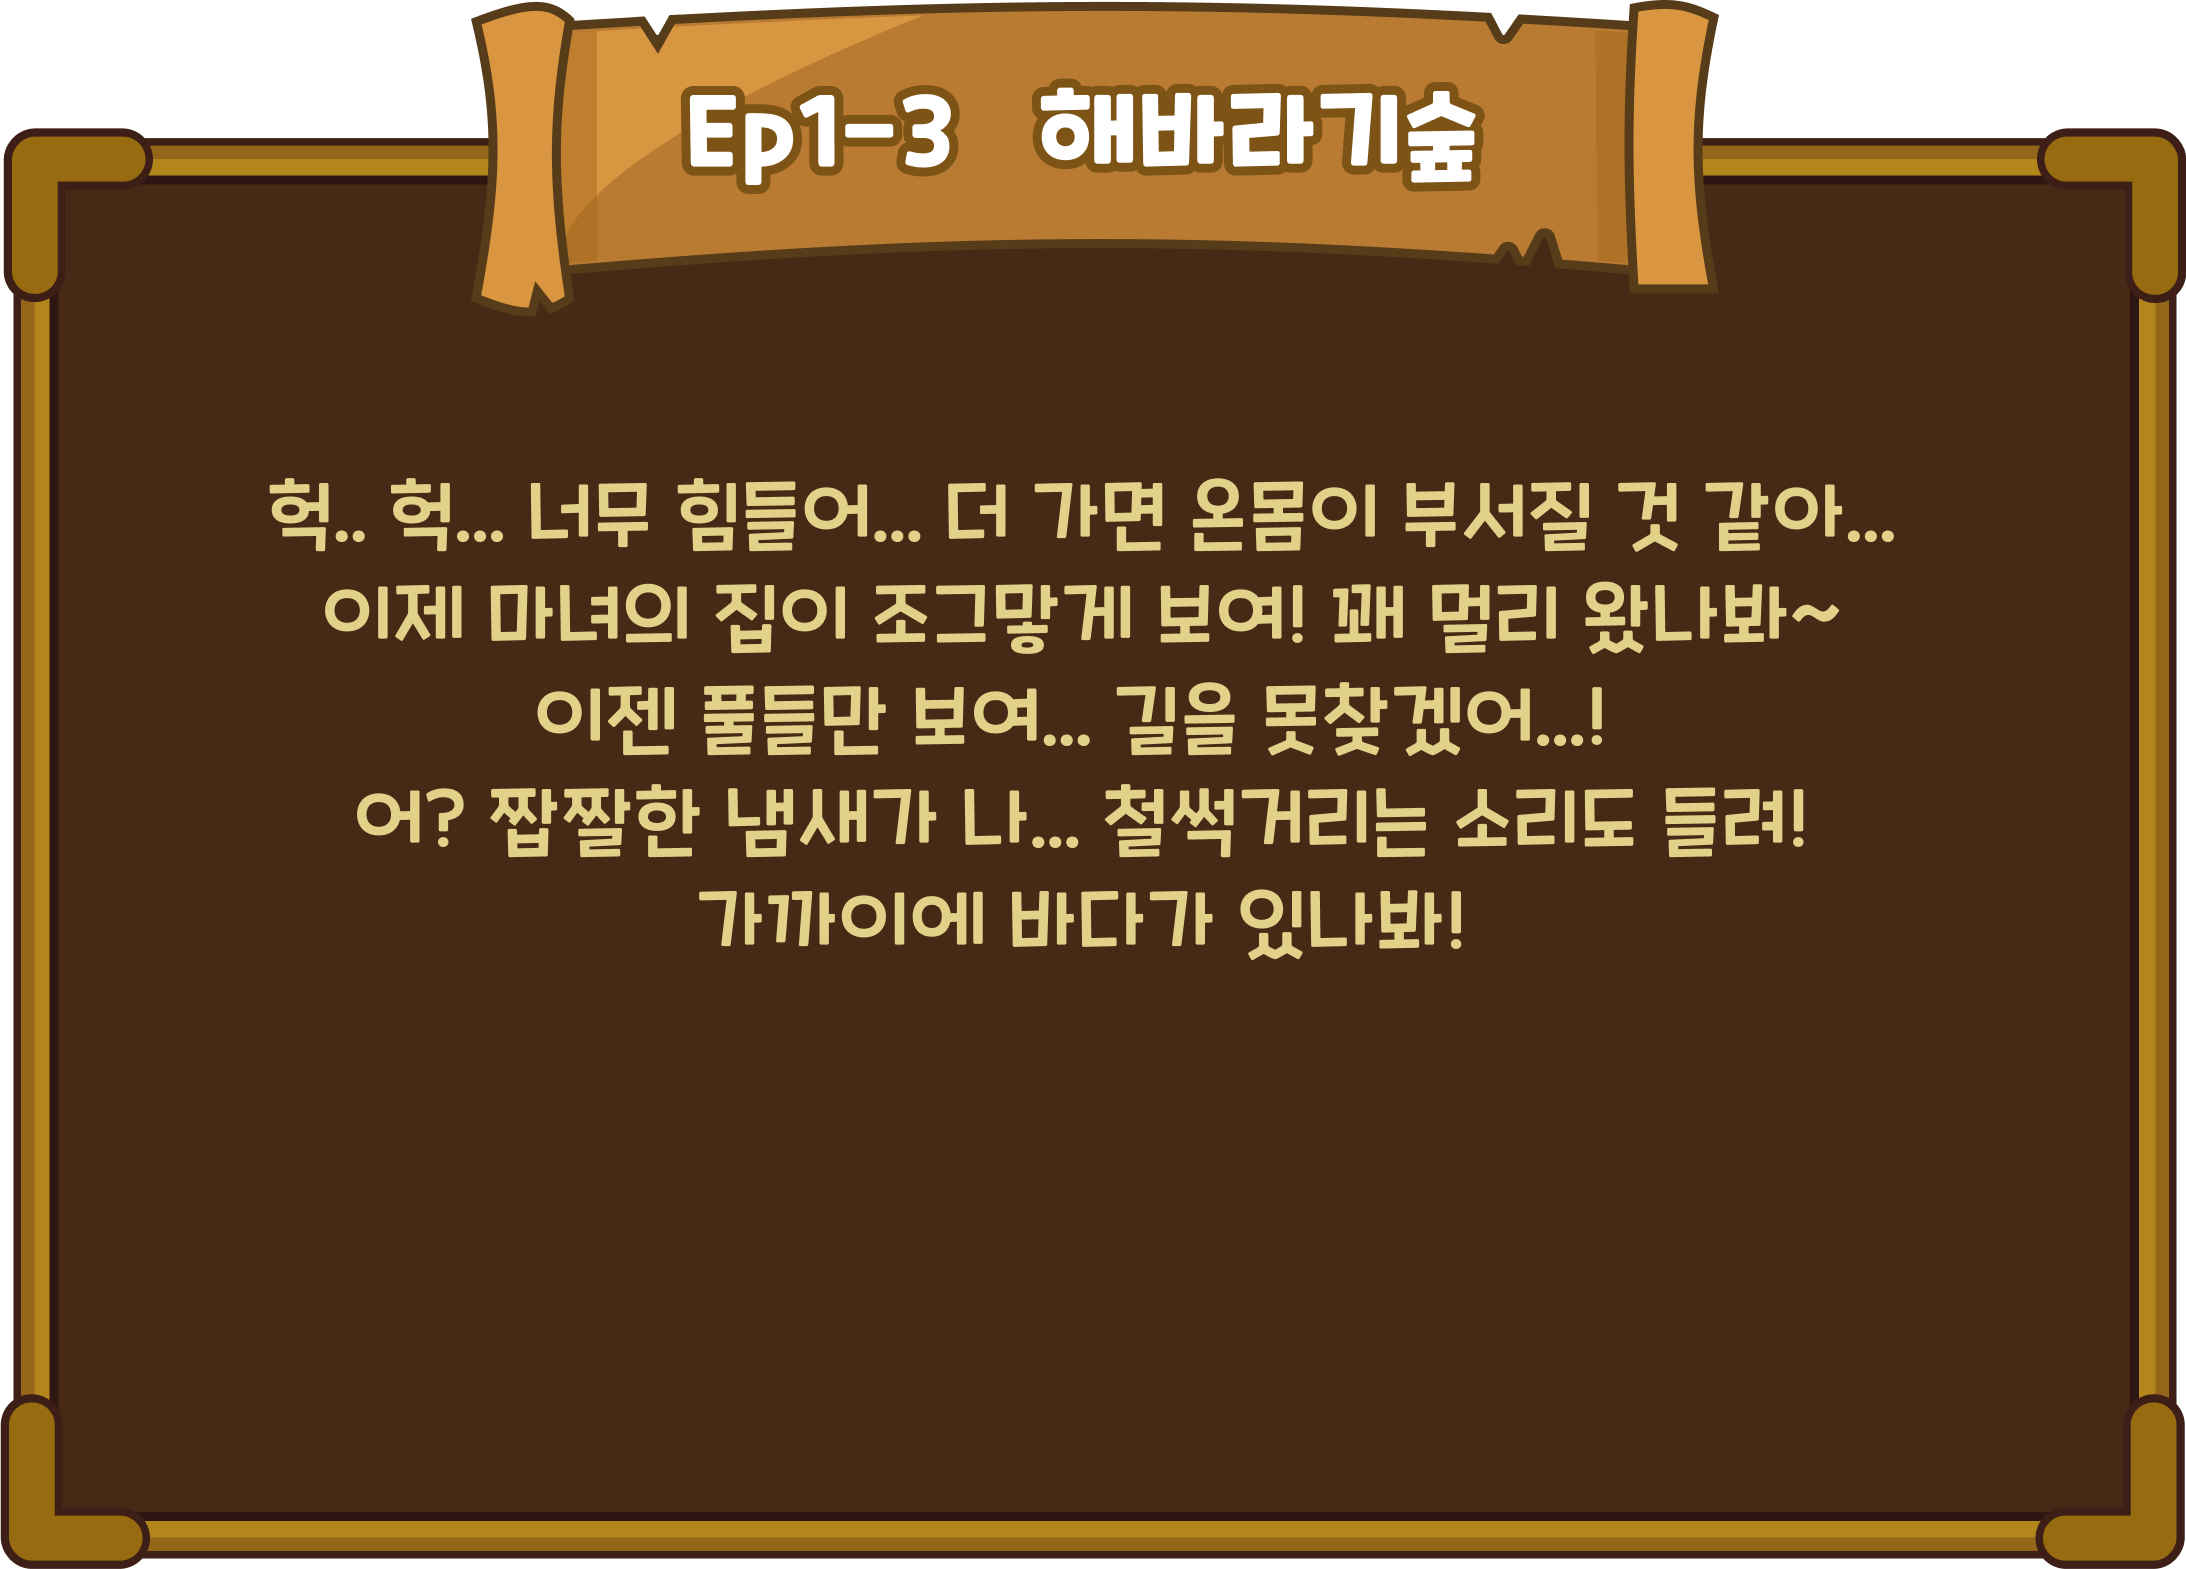 Ep1-3 해바라기숲
헉.. 헉... 너무 힘들어... 더 가면 온몸이 부서질 것 같아...
이제 마녀의 집이 조그맣게 보여! 꽤 멀리 왔나봐~
이젠 풀들만 보여... 길을 못찾겠어...!
어? 짭짤한 냄새가 나... 철썩거리는 소리도 들려!
가까이에 바다가 있나봐!